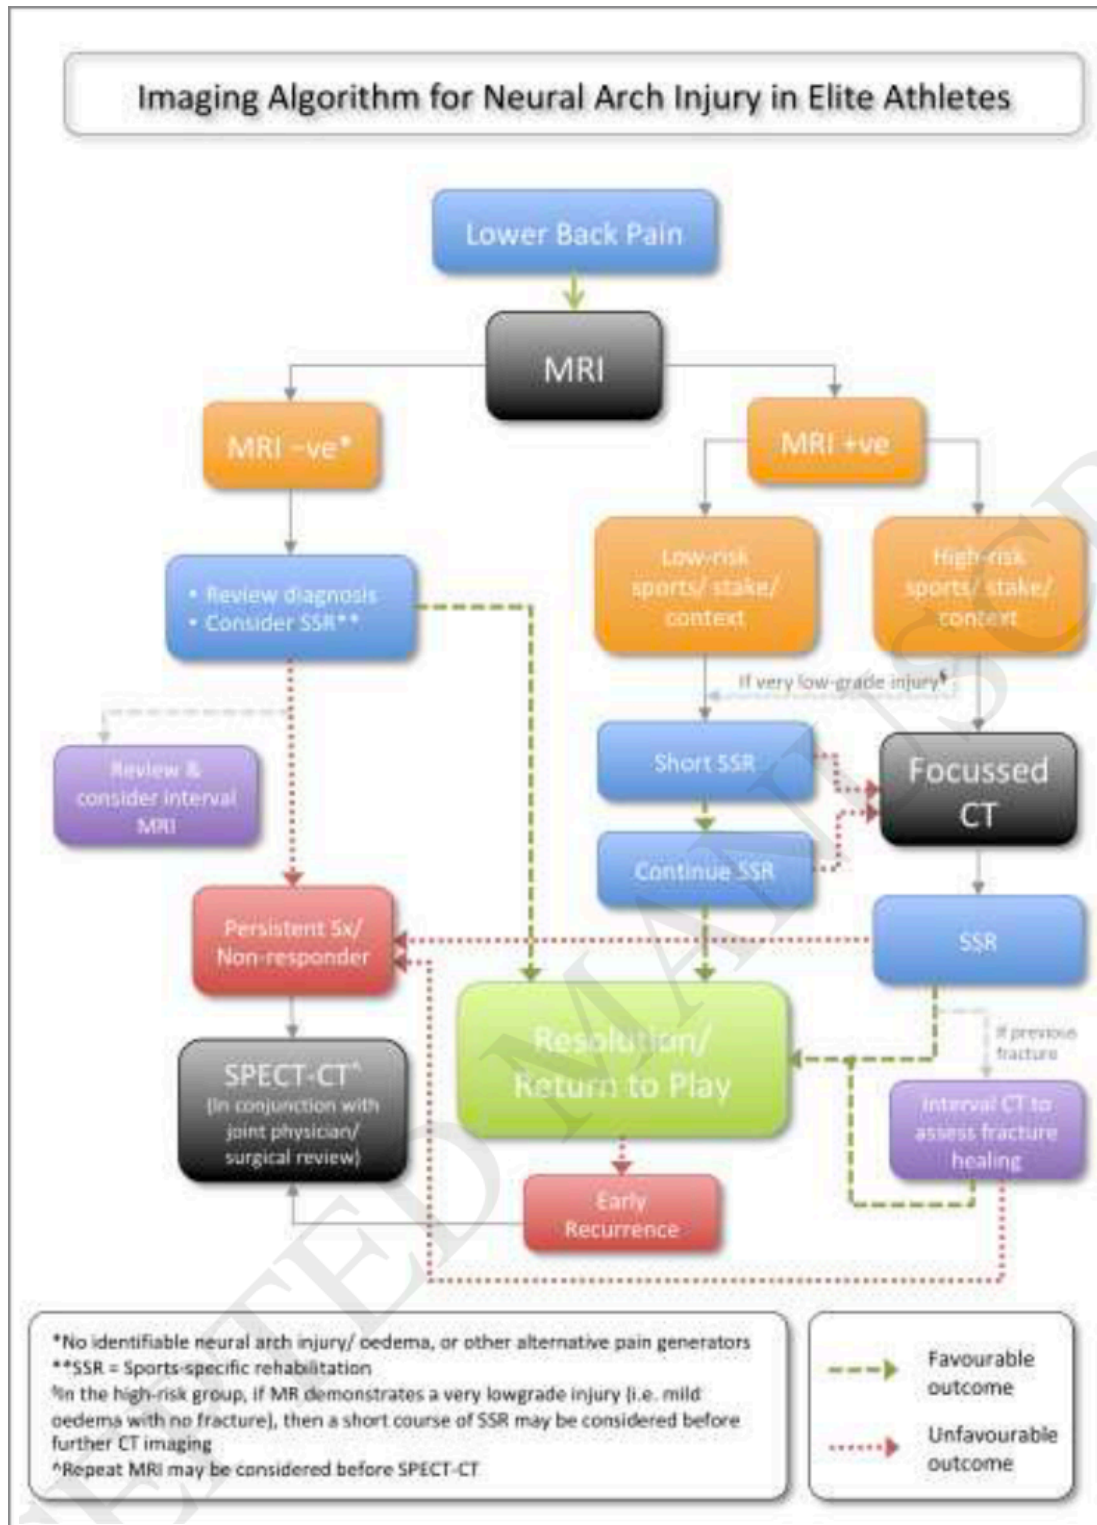 Imaging Algorithm for Neural Arch Injury in Elite Athletes
Lower Back Pain
MRI
MRI –ve*
MRI +ve
• Review diagnosis
• Consider SSR**
Low-risk
sports/ stake/
context
High-risk
sports/ stake/
context
If very low-grade injury§
Review &
consider interval
MRI
Short SSR
Focussed
CT
Continue SSR
Persistent Sx/
Non-responder
SSR
Resolution/
Return to Play
If previous
fracture
SPECT-CT^
(In conjunction with
joint physician/
surgical review)
Interval CT to
assess fracture
healing
Early
Recurrence
*No identifiable neural arch injury/ oedema, or other alternative pain generators
**SSR = Sports-specific rehabilitation
§In the high-risk group, if MR demonstrates a very lowgrade injury (i.e. mild
oedema with no fracture), then a short course of SSR may be considered before
further CT imaging
^Repeat MRI may be considered before SPECT-CT
Favourable
outcome
Unfavourable
outcome